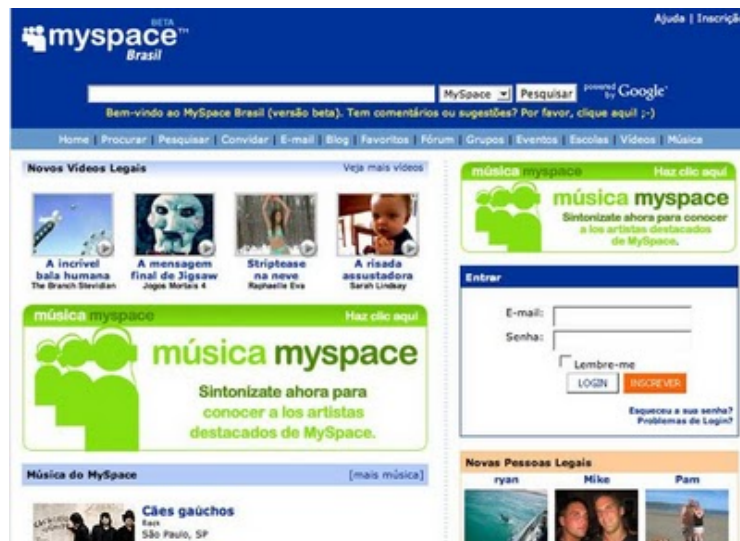 BETA
myspace™
Brasil
Ajuda | Inscriçã
MySpace Pesquisar powered by Google™
Bem-vindo ao MySpace Brasil (versão beta). Tem comentários ou sugestões? Por favor, clique aqui! ;-)
Home | Procurar | Pesquisar | Convidar | E-mail | Blog | Favoritos | Fórum | Grupos | Eventos | Escolas | Vídeos | Música
Novos Vídeos Legais Veja mais vídeos
A incrível bala humana
The Branch Stevidian
A mensagem final de Jigsaw
Jogos Mortais 4
Striptease na neve
Raphaelle Eva
A risada assustadora
Sarah Lindsay
música myspace Haz clic aquí
música myspace
Sintonízate ahora para
conocer a los artistas
destacados de MySpace.
Música do MySpace [mais música]
Cães gaúchos
Rock
São Paulo, SP
música myspace Haz clic aquí
música myspace
Sintonízate ahora para conocer
a los artistas destacados
de MySpace.
Entrar
E-mail:
Senha:
Lembre-me
LOGIN INSCREVER
Esqueceu a sua senha?
Problemas de Login?
Novas Pessoas Legais
ryan Mike Pam